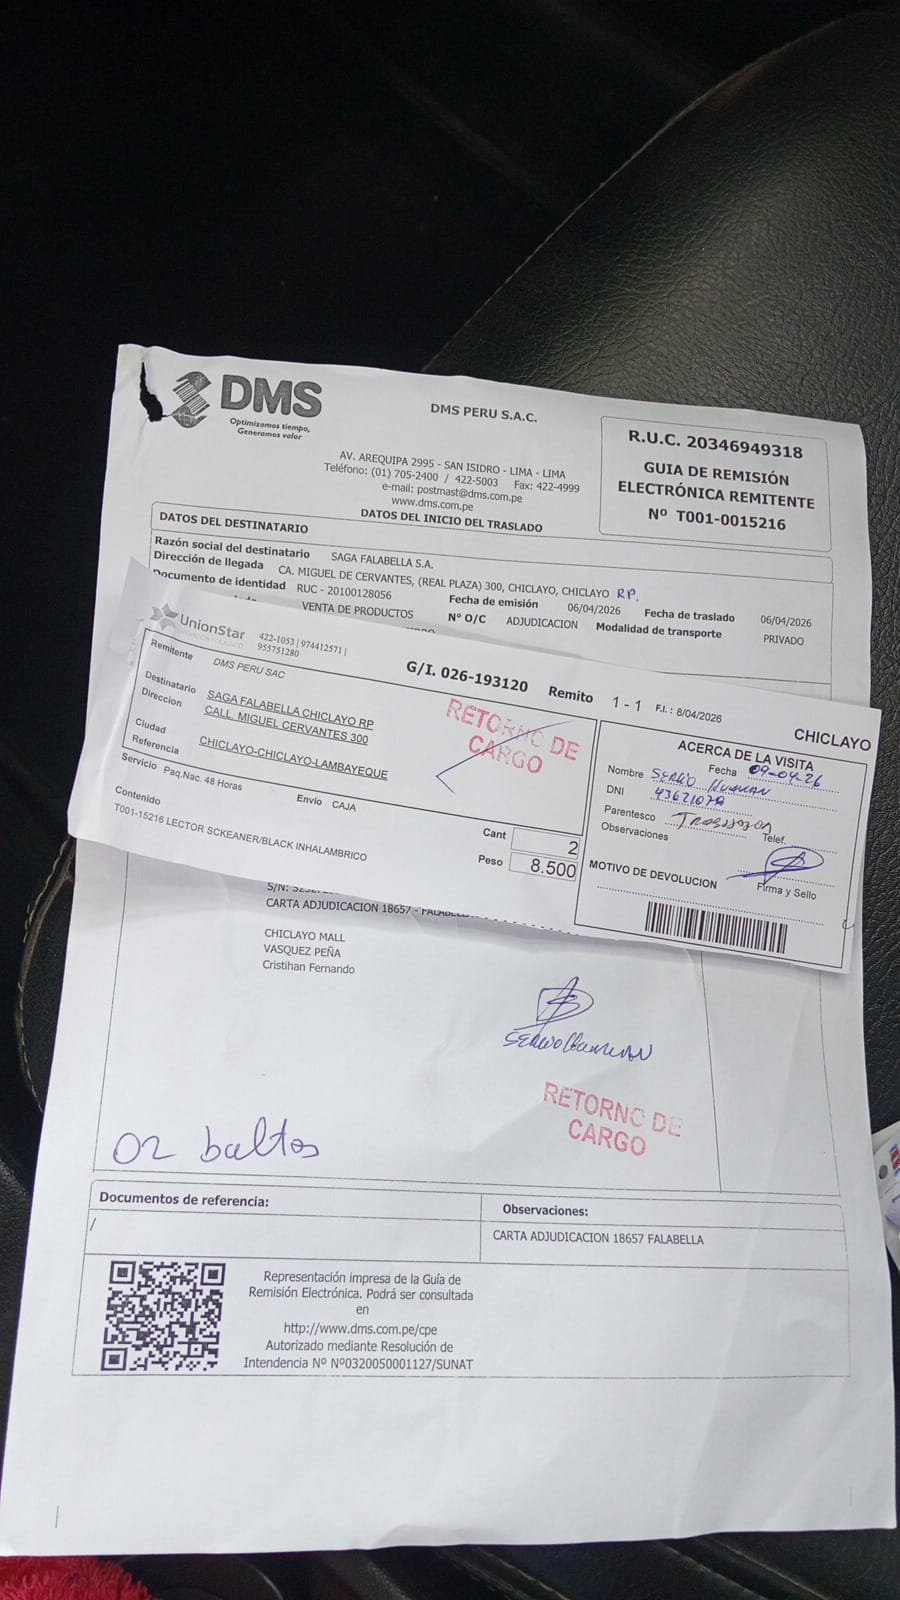 DMS
Optimizamos tiempo,
Generamos valor
DMS PERU S.A.C.
AV. AREQUIPA 2995 - SAN ISIDRO - LIMA - LIMA
Teléfono: (01) 705-2400 / 422-5003 Fax: 422-4999
e-mail: postmast@dms.com.pe
www.dms.com.pe
R.U.C. 20346949318
GUIA DE REMISIÓN
ELECTRÓNICA REMITENTE
Nº T001-0015216
DATOS DEL INICIO DEL TRASLADO
DATOS DEL DESTINATARIO
Razón social del destinatario SAGA FALABELLA S.A.
Dirección de llegada CA. MIGUEL DE CERVANTES, (REAL PLAZA) 300, CHICLAYO, CHICLAYO RP.
Documento de identidad RUC - 20100128056 Fecha de emisión 06/04/2026 Fecha de traslado 06/04/2026
VENTA DE PRODUCTOS Nº O/C ADJUDICACION Modalidad de transporte PRIVADO
UnionStar
422-1053 | 974412571 |
955751280
G/I. 026-193120 Remito 1 - 1 F.I. : 8/04/2026
CHICLAYO
Remitente DMS PERU SAC
Destinatario SAGA FALABELLA CHICLAYO RP
Direccion CALL. MIGUEL CERVANTES 300
Ciudad CHICLAYO-CHICLAYO-LAMBAYEQUE
Referencia
Servicio Paq.Nac. 48 Horas Envío CAJA
Contenido
T001-15216 LECTOR SCKEANER/BLACK INHALAMBRICO
Cant 2
Peso 8.500
RETORNO DE
CARGO
ACERCA DE LA VISITA
Fecha 09-04-26
Nombre SERGIO HUAMAN
DNI
Parentesco
Telef.
Observaciones
MOTIVO DE DEVOLUCION
Firma y Sello
S/N:
CARTA ADJUDICACION 18657 - FALABELLA
CHICLAYO MALL
VASQUEZ PEÑA
Cristihan Fernando
SERGIO HUAMAN
RETORNO DE
CARGO
02 bultos
Documentos de referencia:
/
Observaciones:
CARTA ADJUDICACION 18657 FALABELLA
Representación impresa de la Guía de
Remisión Electrónica. Podrá ser consultada
en
http://www.dms.com.pe/cpe
Autorizado mediante Resolución de
Intendencia Nº Nº0320050001127/SUNAT